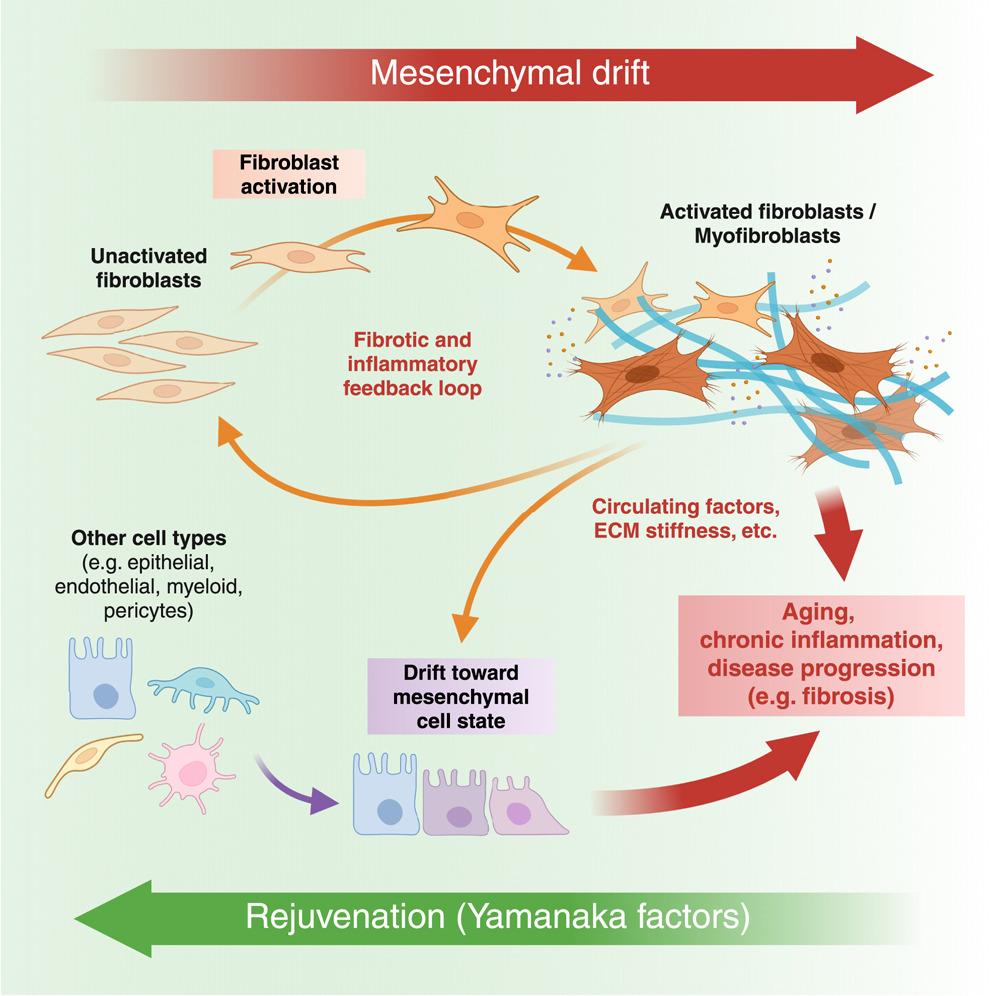 Mesenchymal drift
Fibroblast
activation
Activated fibroblasts /
Myofibroblasts
Unactivated
fibroblasts
Fibrotic and
inflammatory
feedback loop
Circulating factors,
ECM stiffness, etc.
Other cell types
(e.g. epithelial,
endothelial, myeloid,
pericytes)
Aging,
chronic inflammation,
disease progression
(e.g. fibrosis)
Drift toward
mesenchymal
cell state
Rejuvenation (Yamanaka factors)